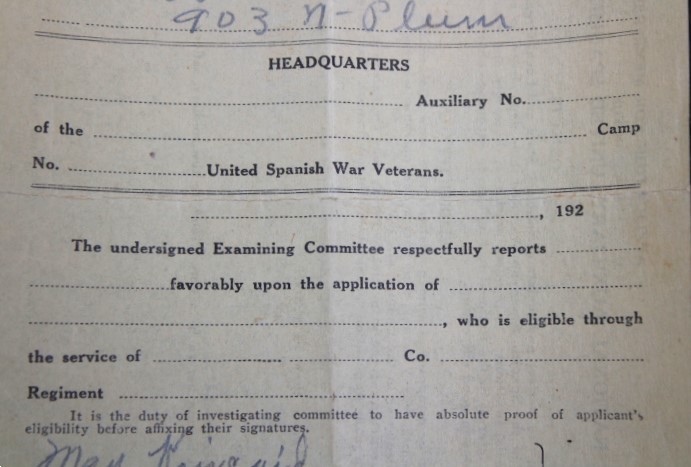 903 N-Plum
HEADQUARTERS
Auxiliary No.
of the Camp
No. United Spanish War Veterans.
, 192
The undersigned Examining Committee respectfully reports
favorably upon the application of
, who is eligible through
the service of Co.
Regiment
It is the duty of investigating committee to have absolute proof of applicant's
eligibility before affixing their signatures.
May